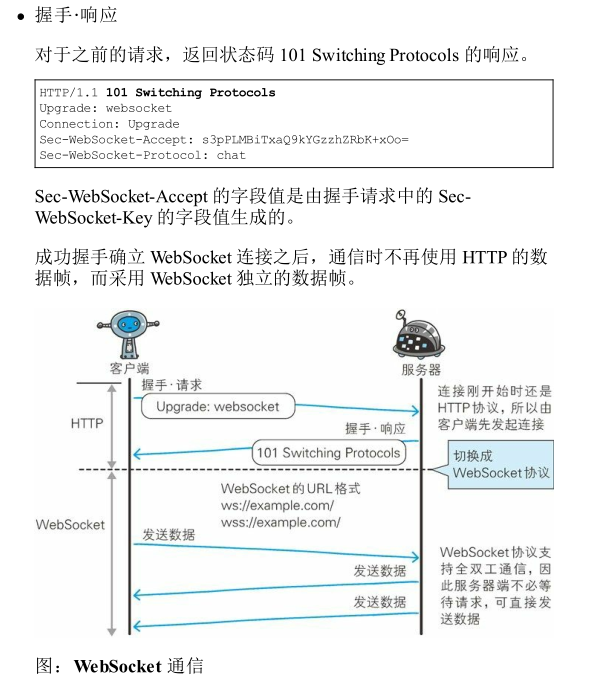 • 握手·响应
对于之前的请求，返回状态码 101 Switching Protocols 的响应。
HTTP/1.1 101 Switching Protocols
Upgrade: websocket
Connection: Upgrade
Sec-WebSocket-Accept: s3pPLMBiTxaQ9kYGzzhZRbK+xOo=
Sec-WebSocket-Protocol: chat
Sec-WebSocket-Accept 的字段值是由握手请求中的 Sec-
WebSocket-Key 的字段值生成的。
成功握手确立 WebSocket 连接之后，通信时不再使用 HTTP 的数
据帧，而采用 WebSocket 独立的数据帧。
客户端
服务器
握手·请求
Upgrade: websocket
连接刚开始时还是
HTTP协议，所以由
客户端先发起连接
HTTP
握手·响应
101 Switching Protocols
切换成
WebSocket协议
WebSocket的URL格式
ws://example.com/
wss://example.com/
WebSocket
发送数据
发送数据
发送数据
WebSocket协议支
持全双工通信，因
此服务器端不必等
待请求，可直接发
送数据
图：WebSocket 通信